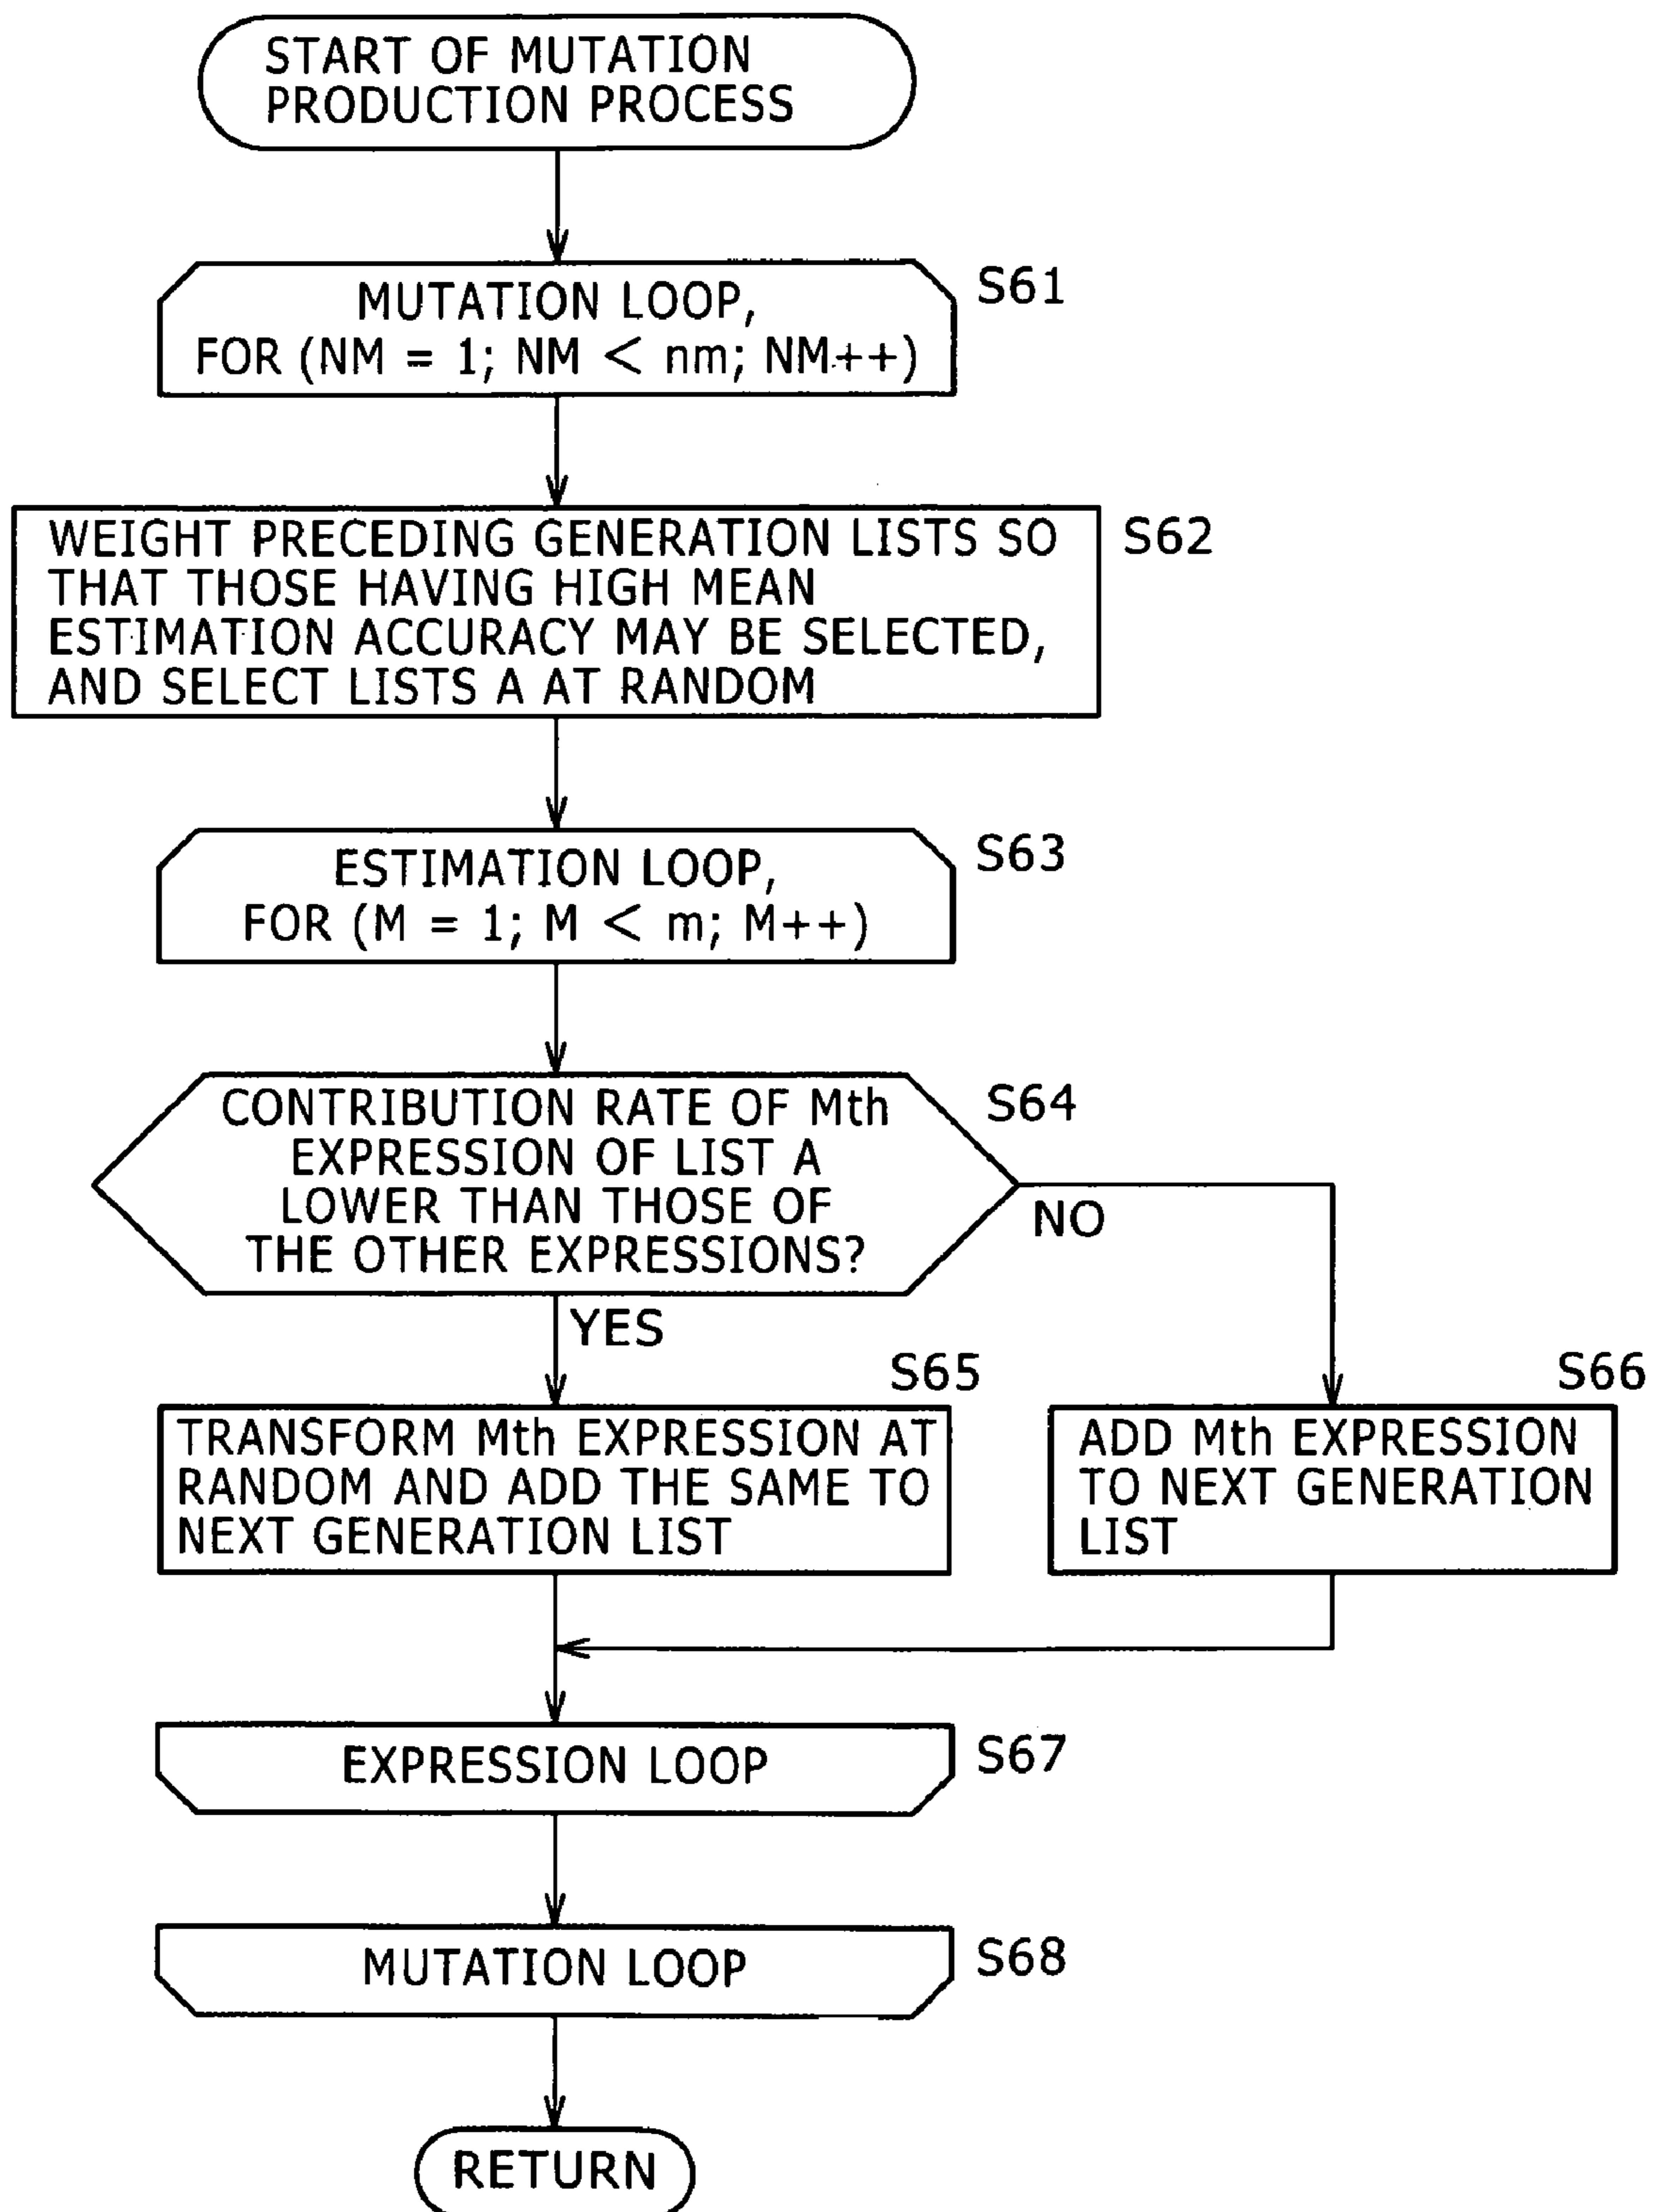 START OF MUTATION
PRODUCTION PROCESS
MUTATION LOOP,
FOR (NM = 1; NM < nm; NM++)
S61
WEIGHT PRECEDING GENERATION LISTS SO
THAT THOSE HAVING HIGH MEAN
ESTIMATION ACCURACY MAY BE SELECTED,
AND SELECT LISTS A AT RANDOM
S62
ESTIMATION LOOP,
FOR (M = 1; M < m; M++)
S63
CONTRIBUTION RATE OF Mth
EXPRESSION OF LIST A
LOWER THAN THOSE OF
THE OTHER EXPRESSIONS?
S64
NO
YES
S65
TRANSFORM Mth EXPRESSION AT
RANDOM AND ADD THE SAME TO
NEXT GENERATION LIST
S66
ADD Mth EXPRESSION
TO NEXT GENERATION
LIST
EXPRESSION LOOP
S67
MUTATION LOOP
S68
RETURN